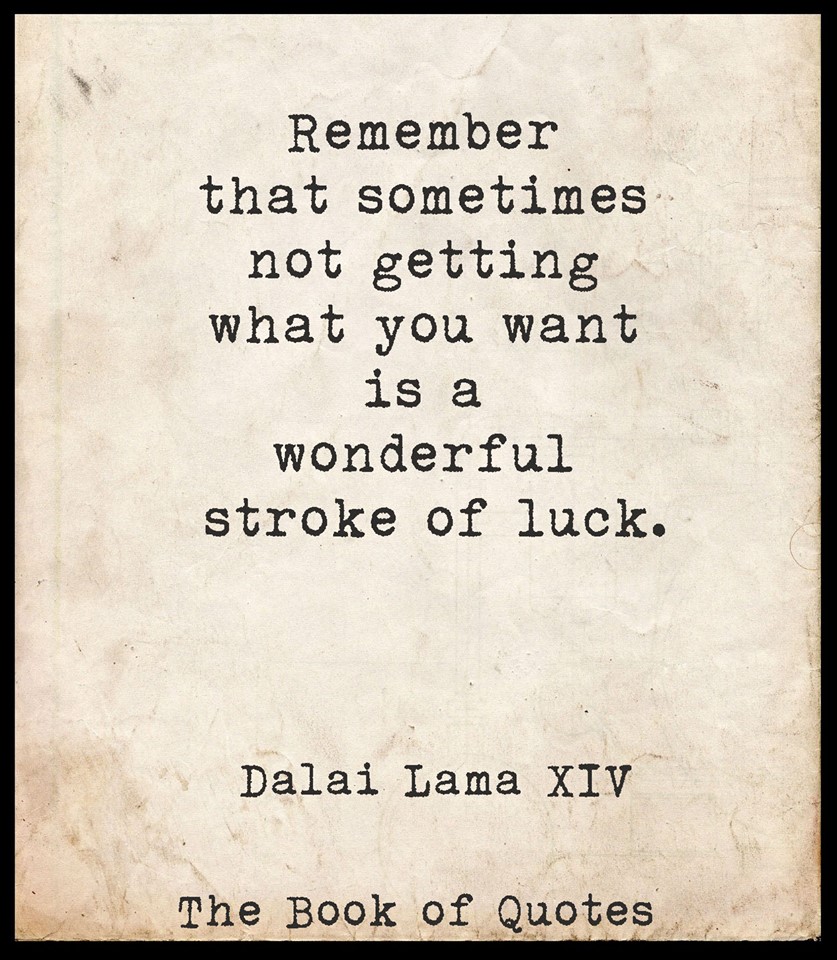 Remember
that sometimes
not getting
what you want
is a
wonderful
stroke of luck.
Dalai Lama XIV
The Book of Quotes